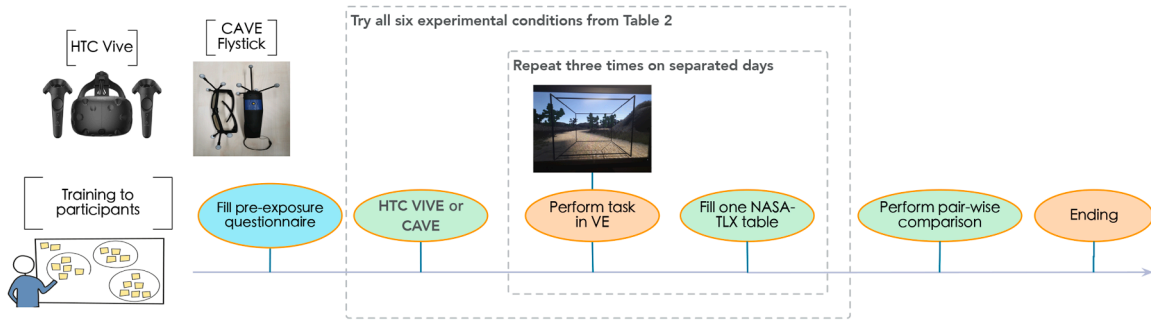 HTC Vive
CAVE
Flystick
Try all six experimental conditions from Table 2
Repeat three times on separated days
Training to
participants
Fill pre-exposure
questionnaire
HTC VIVE or
CAVE
Perform task
in VE
Fill one NASA-
TLX table
Perform pair-wise
comparison
Ending